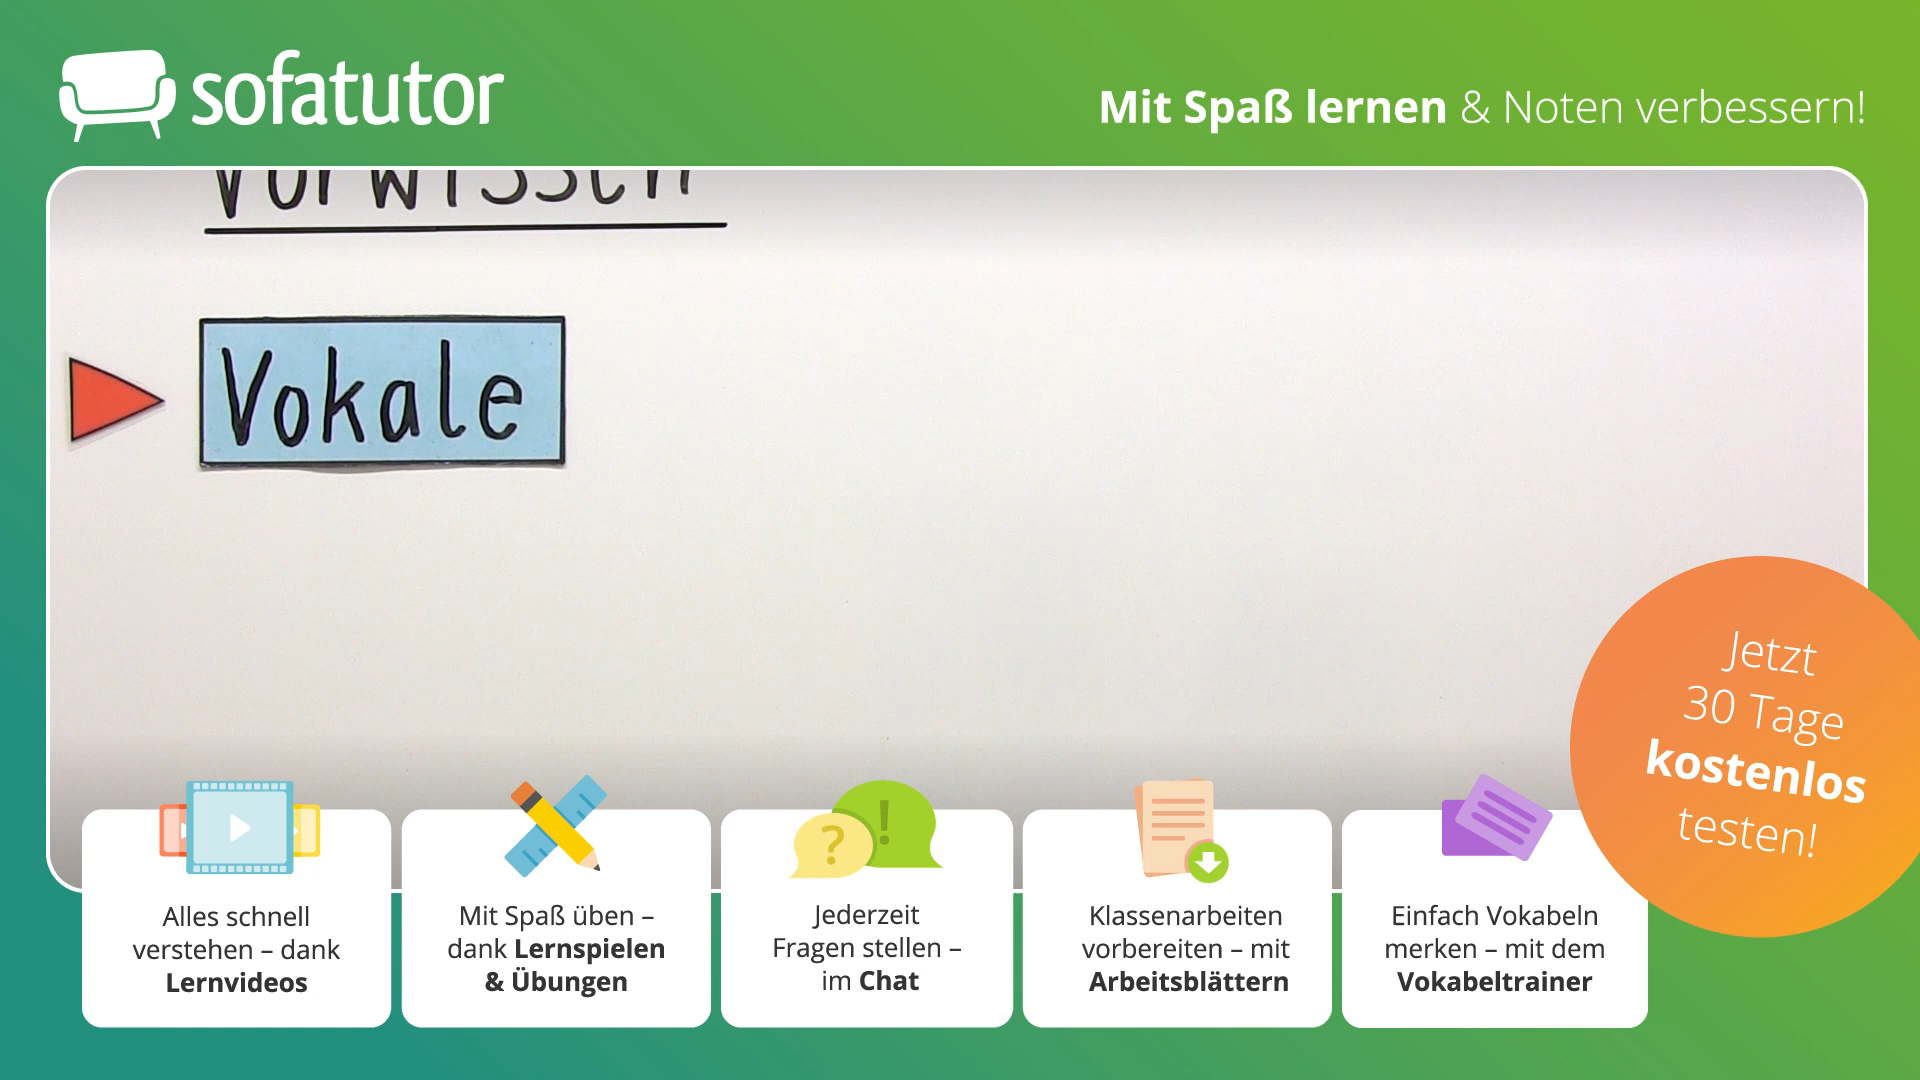 sofatutor
Mit Spaß lernen & Noten verbessern!
Vorwissen
Vokale
Jetzt
30 Tage
kostenlos
testen!
?
!
Alles schnell
verstehen – dank
Lernvideos
Mit Spaß üben –
dank Lernspielen
& Übungen
Jederzeit
Fragen stellen –
im Chat
Klassenarbeiten
vorbereiten – mit
Arbeitsblättern
Einfach Vokabeln
merken – mit dem
Vokabeltrainer